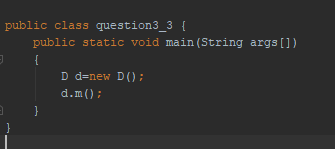 public class question3_3 {
    public static void main(String args[])
    {
        D d=new D();
        d.m();
    }
}